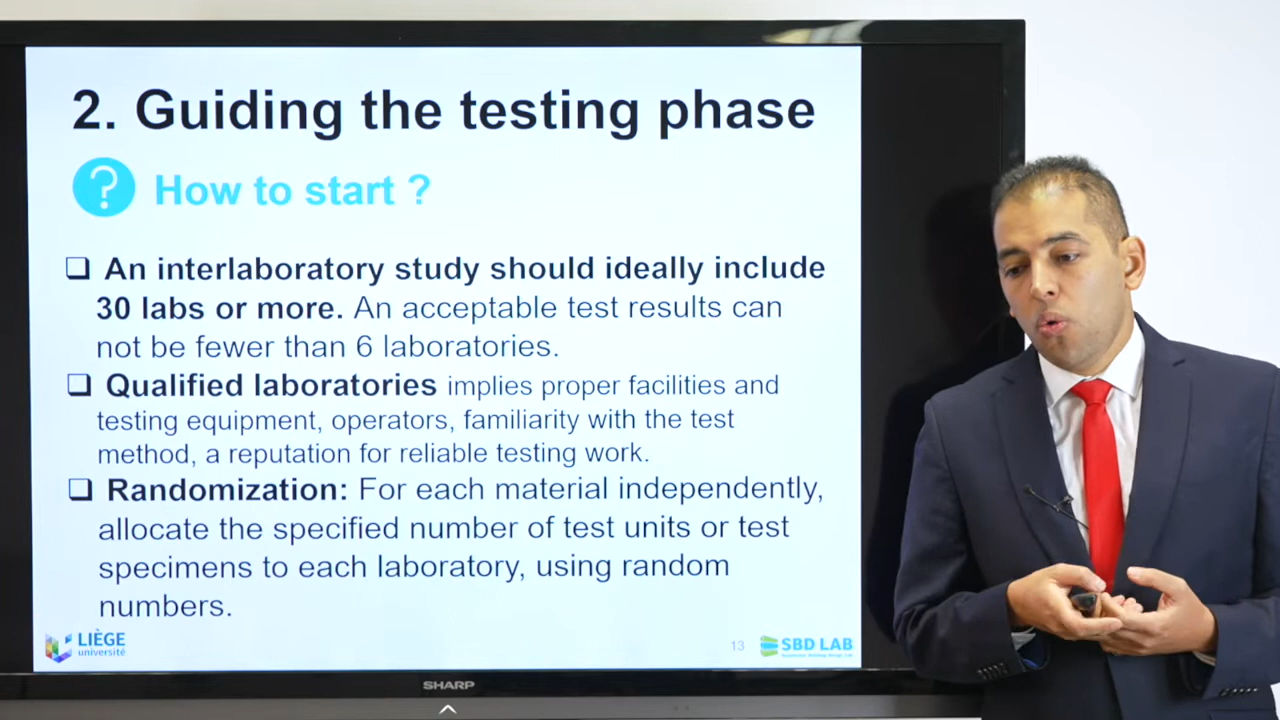 2. Guiding the testing phase
? How to start ?
❑ An interlaboratory study should ideally include
30 labs or more. An acceptable test results can
not be fewer than 6 laboratories.
❑ Qualified laboratories implies proper facilities and
testing equipment, operators, familiarity with the test
method, a reputation for reliable testing work.
❑ Randomization: For each material independently,
allocate the specified number of test units or test
specimens to each laboratory, using random
numbers.
LIÈGE
université
13
SBD LAB
SHARP